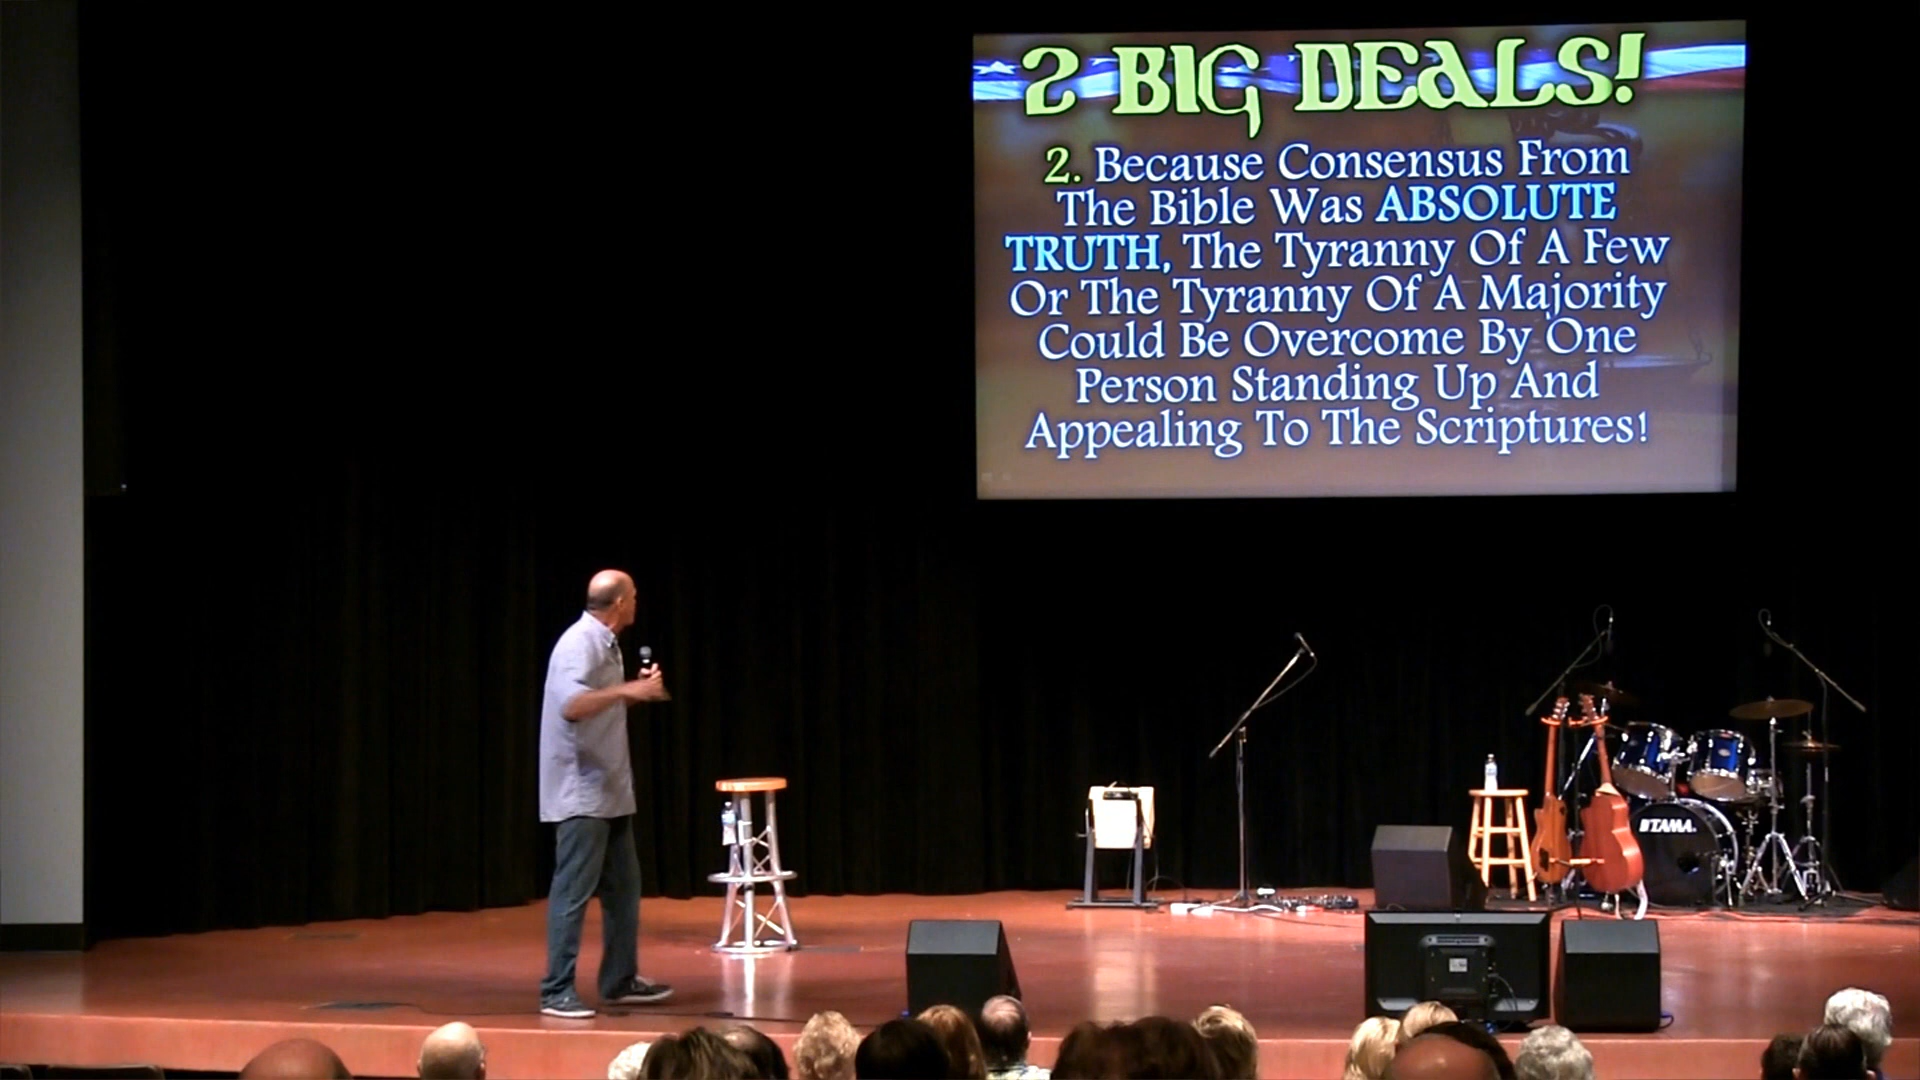 2 BIG DEALS!
2. Because Consensus From
The Bible Was ABSOLUTE
TRUTH, The Tyranny Of A Few
Or The Tyranny Of A Majority
Could Be Overcome By One
Person Standing Up And
Appealing To The Scriptures!
TAMA